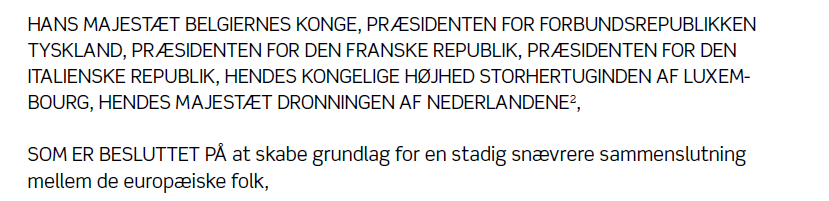 HANS MAJESTÆT BELGIERNES KONGE, PRÆSIDENTEN FOR FORBUNDSREPUBLIKKEN
TYSKLAND, PRÆSIDENTEN FOR DEN FRANSKE REPUBLIK, PRÆSIDENTEN FOR DEN
ITALIENSKE REPUBLIK, HENDES KONGELIGE HØJHED STORHERTUGINDEN AF LUXEM-
BOURG, HENDES MAJESTÆT DRONNINGEN AF NEDERLANDENE²,
SOM ER BESLUTTET PÅ at skabe grundlag for en stadig snævrere sammenslutning
mellem de europæiske folk,